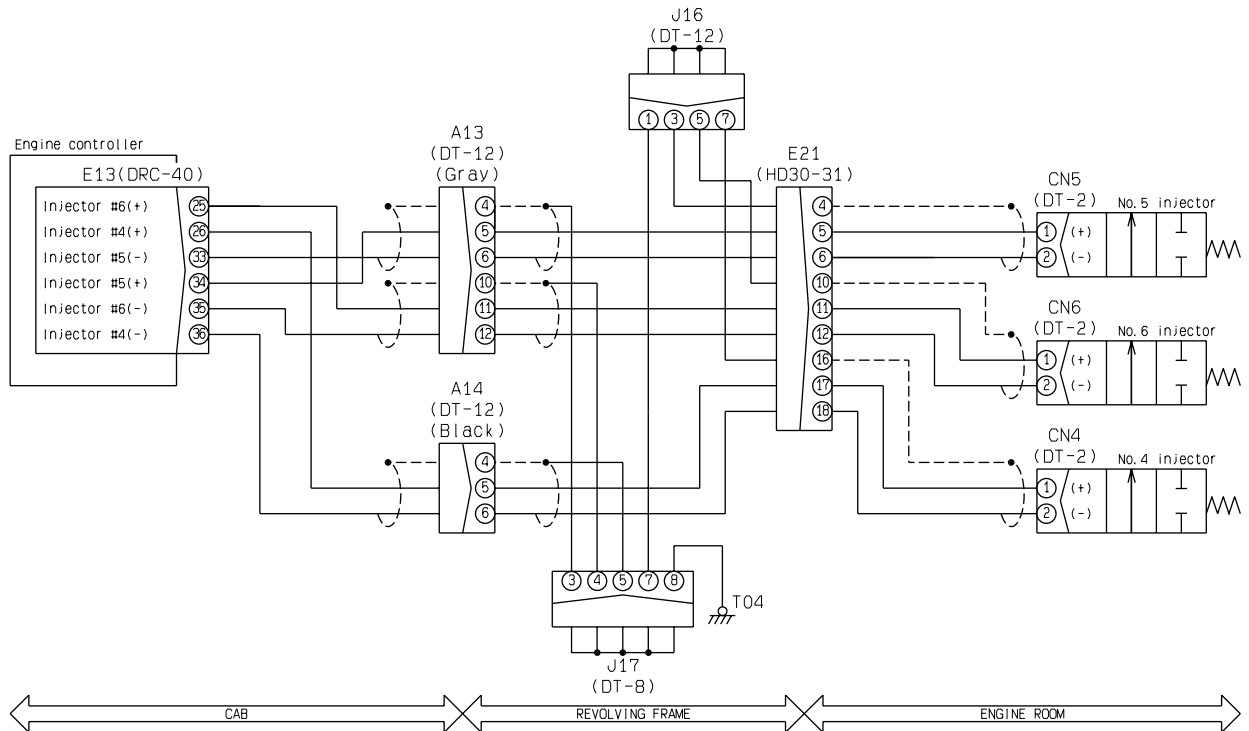 J16
(DT-12)
1 3 5 7
Engine controller
E13(DRC-40)
Injector #6(+) 25
Injector #4(+) 26
Injector #5(-) 33
Injector #5(+) 34
Injector #6(-) 35
Injector #4(-) 36
A13
(DT-12)
(Gray)
4
5
6
10
11
12
A14
(DT-12)
(Black)
4
5
6
E21
(HD30-31)
4
5
6
10
11
12
16
17
18
CN5
(DT-2)
No.5 injector
1 (+)
2 (-)
CN6
(DT-2)
No.6 injector
1 (+)
2 (-)
CN4
(DT-2)
No.4 injector
1 (+)
2 (-)
3 4 5 7 8
T04
J17
(DT-8)
CAB
REVOLVING FRAME
ENGINE ROOM